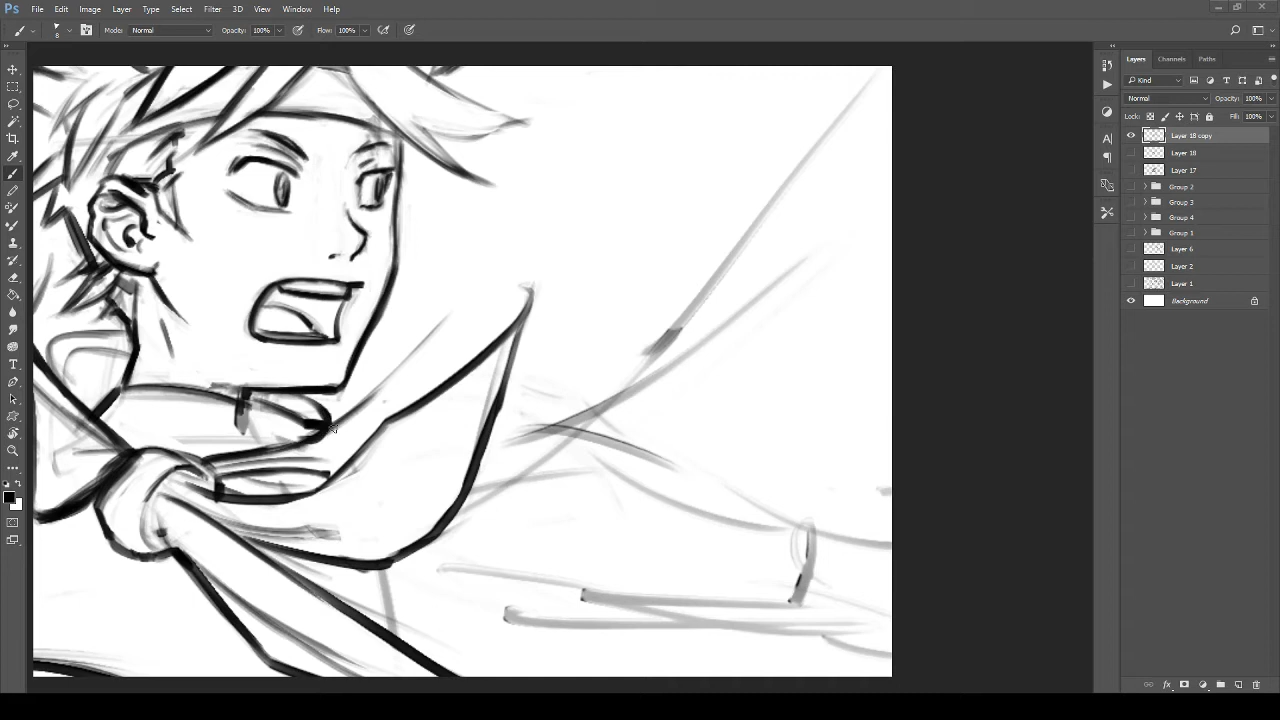 Ps File Edit Image Layer Type Select Filter 3D View Window Help
8 Mode: Normal Opacity: 100% Flow: 100%
Layers Channels Paths
Kind
Normal Opacity: 100%
Lock: Fill: 100%
Layer 18 copy
Layer 18
Layer 17
Group 2
Group 3
Group 4
Group 1
Layer 6
Layer 2
Layer 1
Background